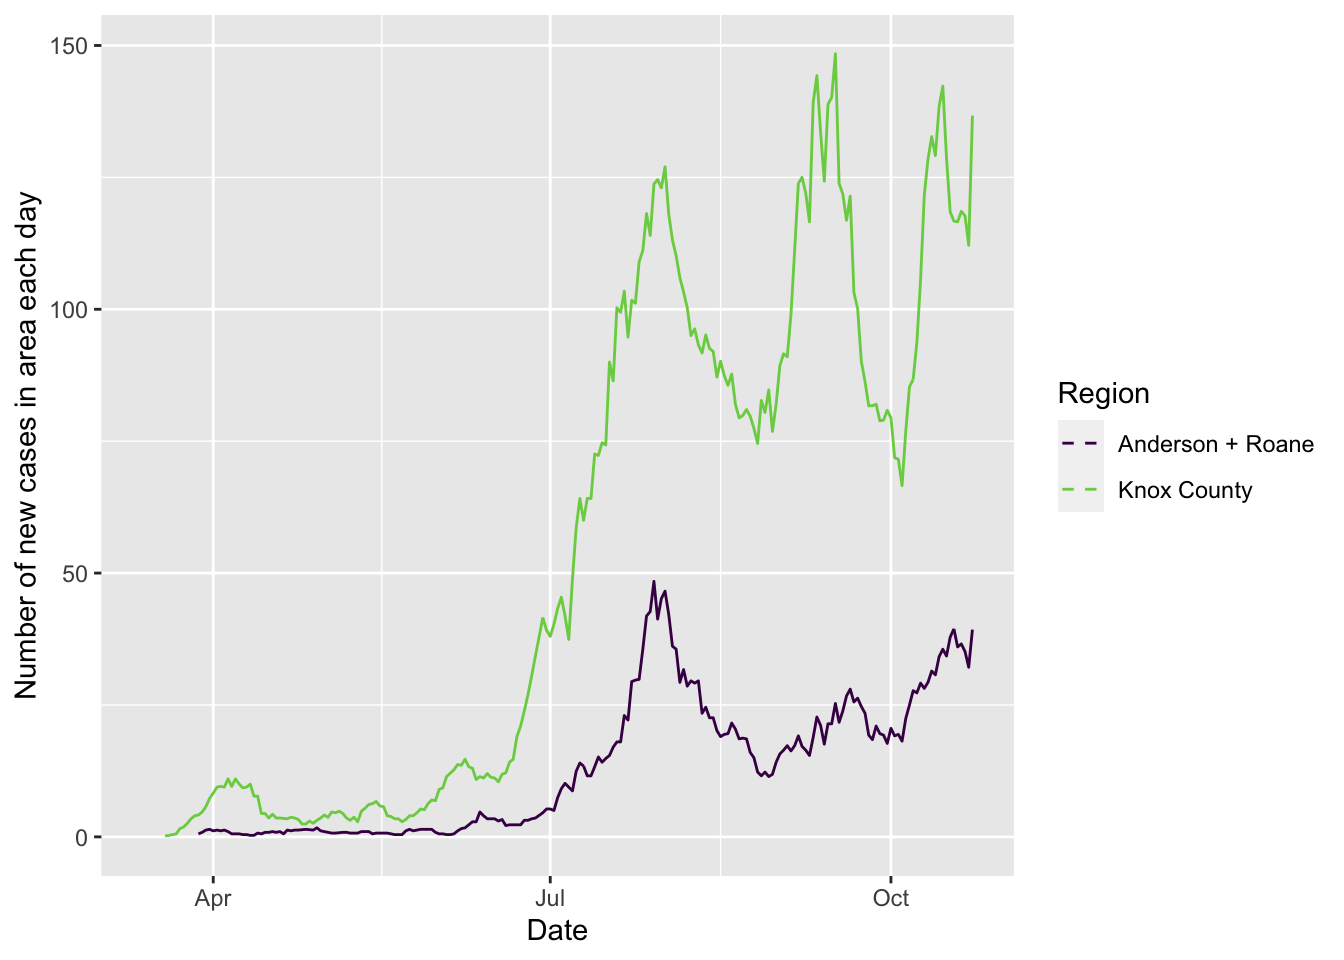 Number of new cases in area each day
150
100
50
0
Apr
Jul
Oct
Date
Region
Anderson + Roane
Knox County